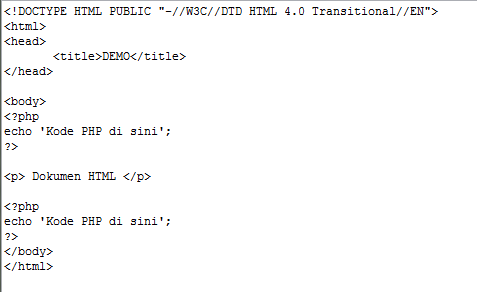 <!DOCTYPE HTML PUBLIC "-//W3C//DTD HTML 4.0 Transitional//EN">
<html>
<head>
<title>DEMO</title>
</head>
<body>
<?php
echo 'Kode PHP di sini';
?>
<p> Dokumen HTML </p>
<?php
echo 'Kode PHP di sini';
?>
</body>
</html>